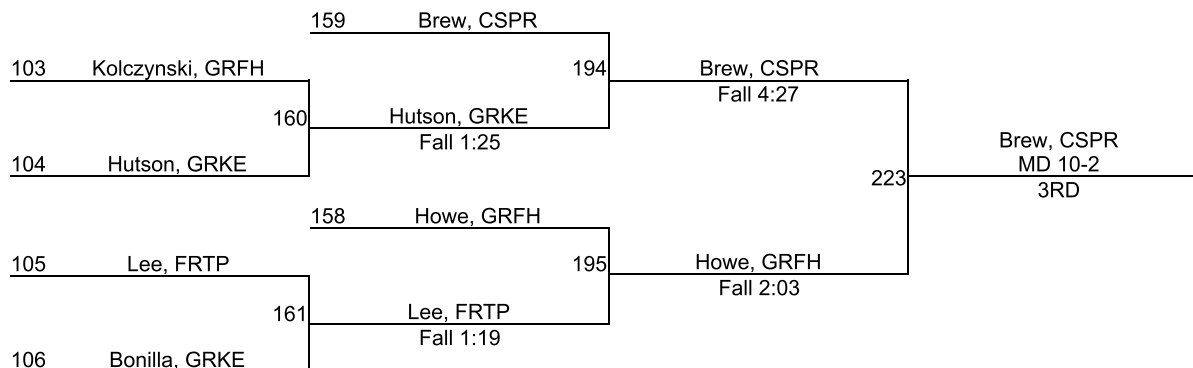 159 Brew, CSPR
103 Kolczynski, GRFH
194 Brew, CSPR
Fall 4:27
160 Hutson, GRKE
Fall 1:25
104 Hutson, GRKE
Brew, CSPR
MD 10-2
223
3RD
158 Howe, GRFH
105 Lee, FRTP
195 Howe, GRFH
Fall 2:03
161 Lee, FRTP
Fall 1:19
106 Bonilla, GRKE